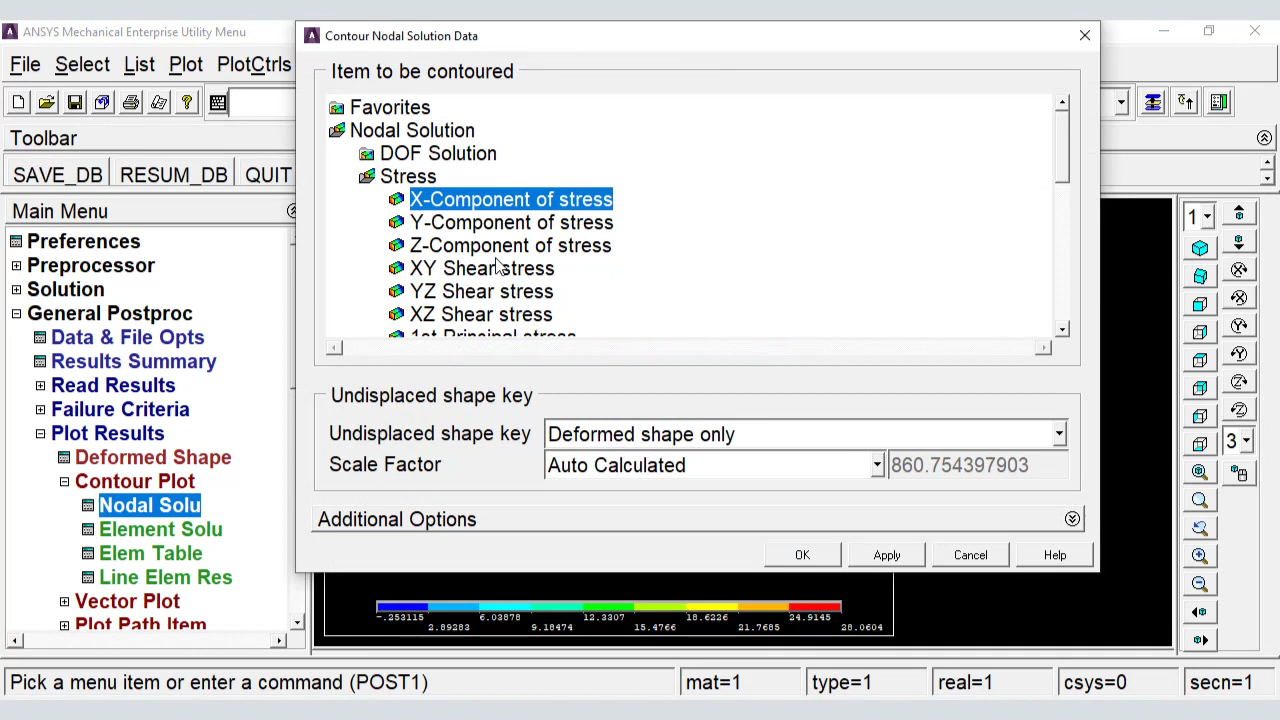 ANSYS Mechanical Enterprise Utility Menu
File Select List Plot PlotCtrls
Toolbar
SAVE_DB RESUM_DB QUIT
Main Menu
Preferences
Preprocessor
Solution
General Postproc
Data & File Opts
Results Summary
Read Results
Failure Criteria
Plot Results
Deformed Shape
Contour Plot
Nodal Solu
Element Solu
Elem Table
Line Elem Res
Vector Plot
Plot Path Item
Contour Nodal Solution Data
Item to be contoured
Favorites
Nodal Solution
DOF Solution
Stress
X-Component of stress
Y-Component of stress
Z-Component of stress
XY Shear stress
YZ Shear stress
XZ Shear stress
1st Principal stress
Undisplaced shape key
Undisplaced shape key Deformed shape only
Scale Factor Auto Calculated 860.754397903
Additional Options
OK Apply Cancel Help
-.253115 6.03878 12.3307 18.6226 24.9145
2.89283 9.18474 15.4766 21.7685 28.0604
1
3
Pick a menu item or enter a command (POST1) mat=1 type=1 real=1 csys=0 secn=1